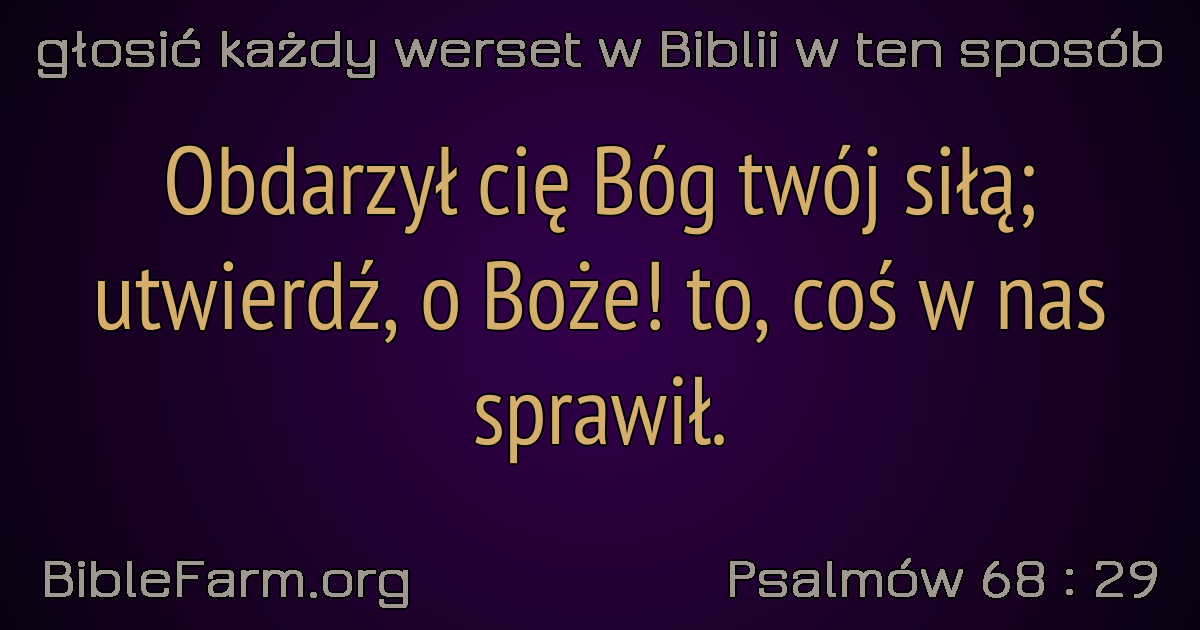 głosić każdy werset w Biblii w ten sposób
Obdarzył cię Bóg twój siłą;
utwierdź, o Boże! to, coś w nas
sprawił.
BibleFarm.org
Psalmów 68 : 29